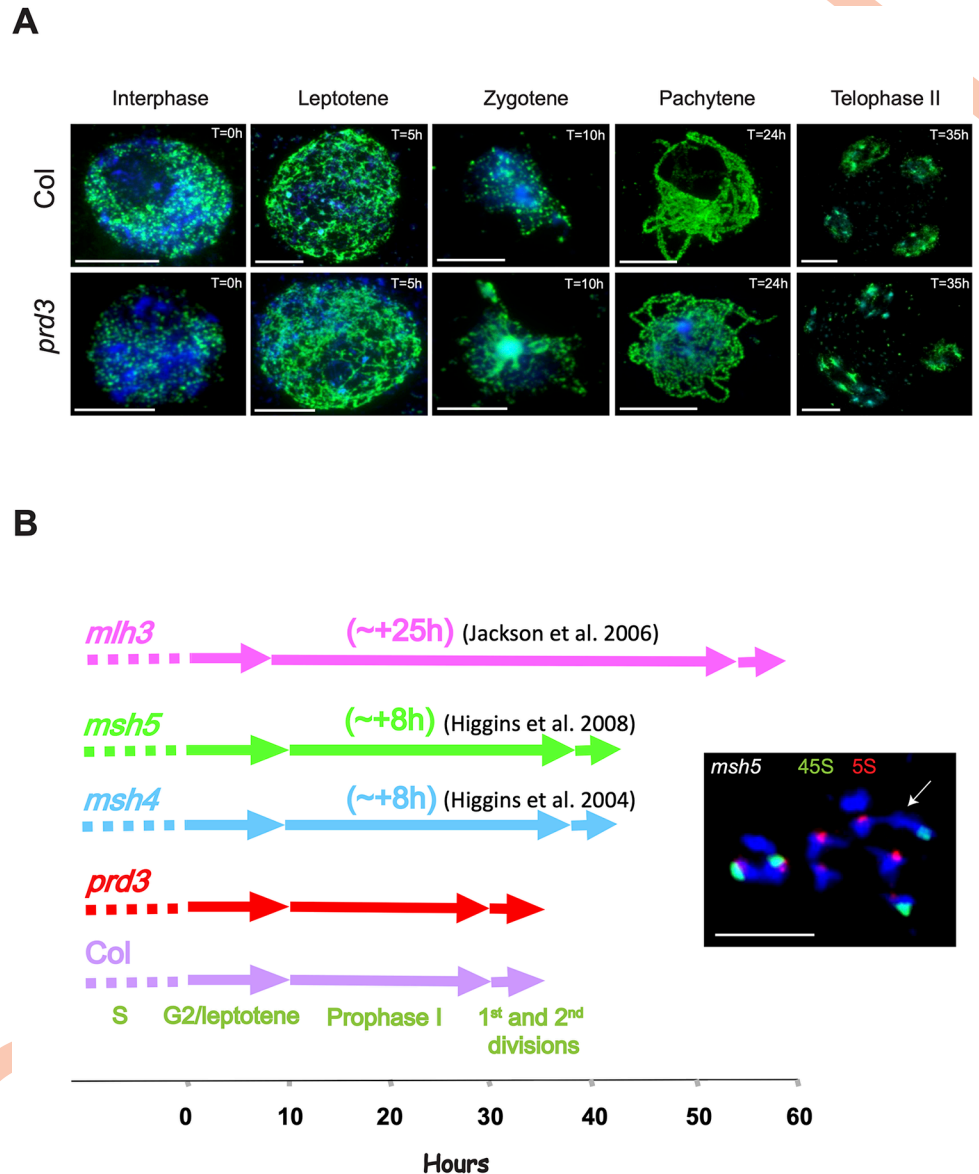 A
Interphase Leptotene Zygotene Pachytene Telophase II
Col
T=0h T=5h T=10h T=24h T=35h
prd3
T=0h T=5h T=10h T=24h T=35h
B
mlh3 (~+25h) (Jackson et al. 2006)
msh5 (~+8h) (Higgins et al. 2008)
msh5 45S 5S
msh4 (~+8h) (Higgins et al. 2004)
prd3
Col
S G2/leptotene Prophase I 1st and 2nd
divisions
0 10 20 30 40 50 60
Hours